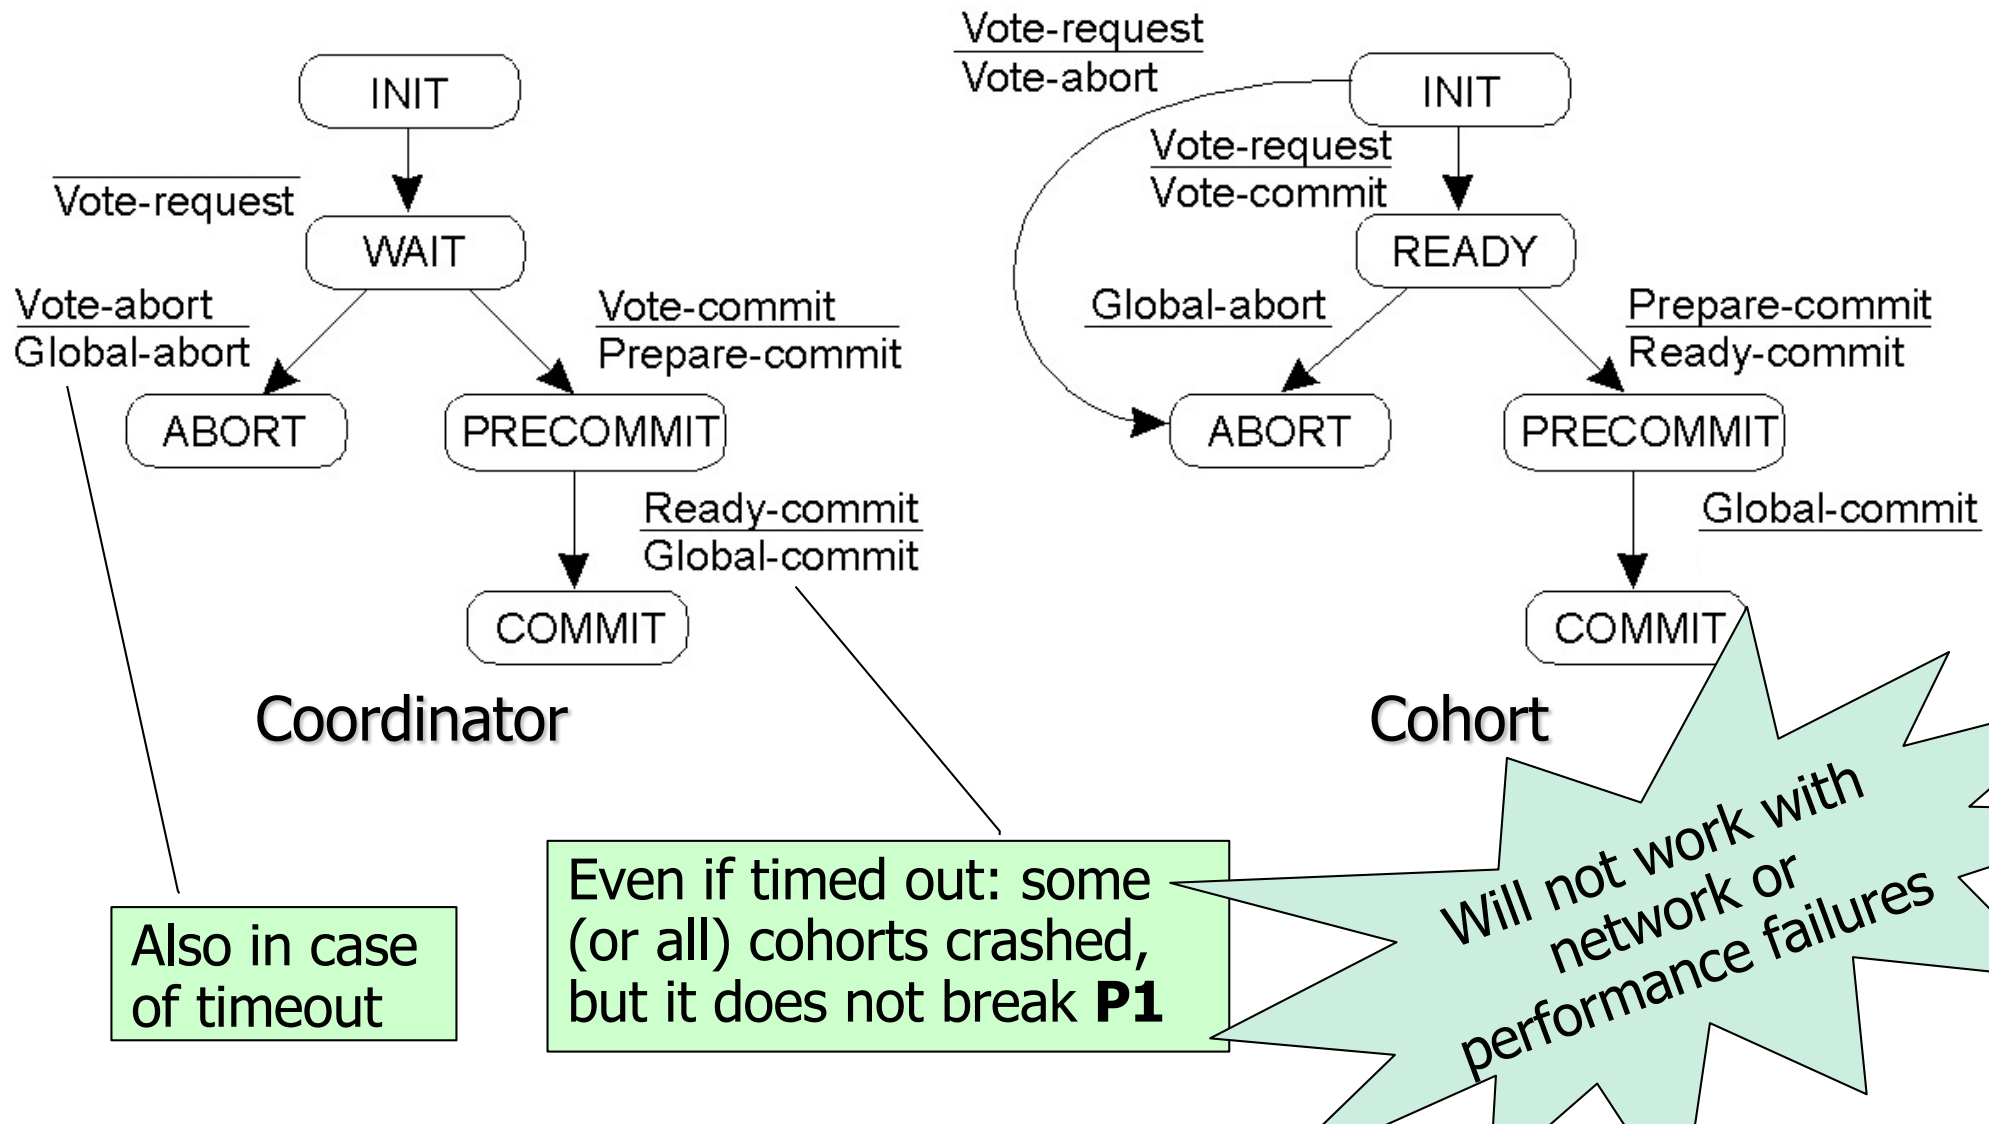 INIT
Vote-request
WAIT
Vote-abort
Global-abort
Vote-commit
Prepare-commit
ABORT
PRECOMMIT
Ready-commit
Global-commit
COMMIT
Coordinator
Vote-request
Vote-abort
INIT
Vote-request
Vote-commit
READY
Global-abort
Prepare-commit
Ready-commit
ABORT
PRECOMMIT
Global-commit
COMMIT
Cohort
Also in case
of timeout
Even if timed out: some
(or all) cohorts crashed,
but it does not break P1
Will not work with
network or
performance failures